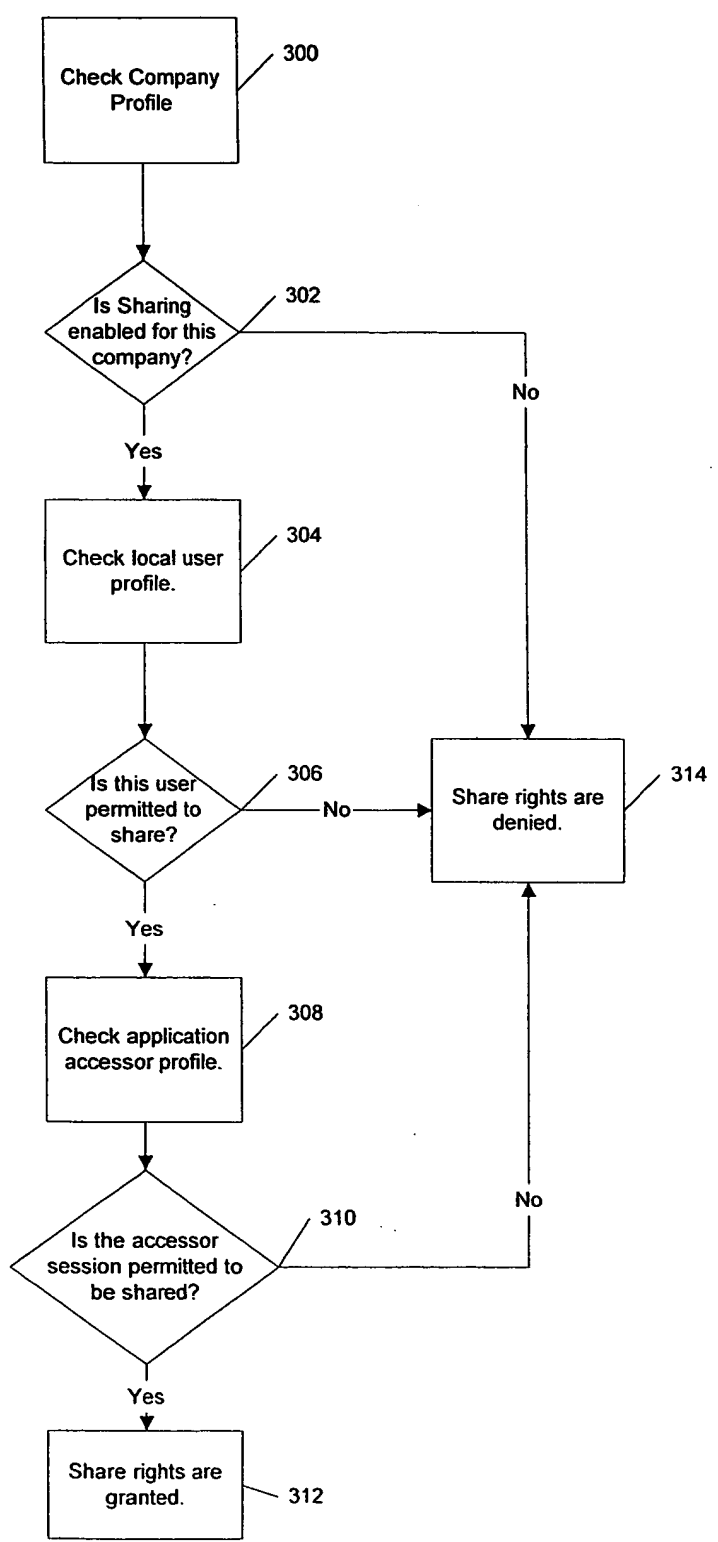 Check Company
Profile
300
Is Sharing
enabled for this
company?
302
No
Yes
Check local user
profile.
304
Is this user
permitted to
share?
306
No
Share rights are
denied.
314
Yes
Check application
accessor profile.
308
Is the accessor
session permitted to
be shared?
310
No
Yes
Share rights are
granted.
312